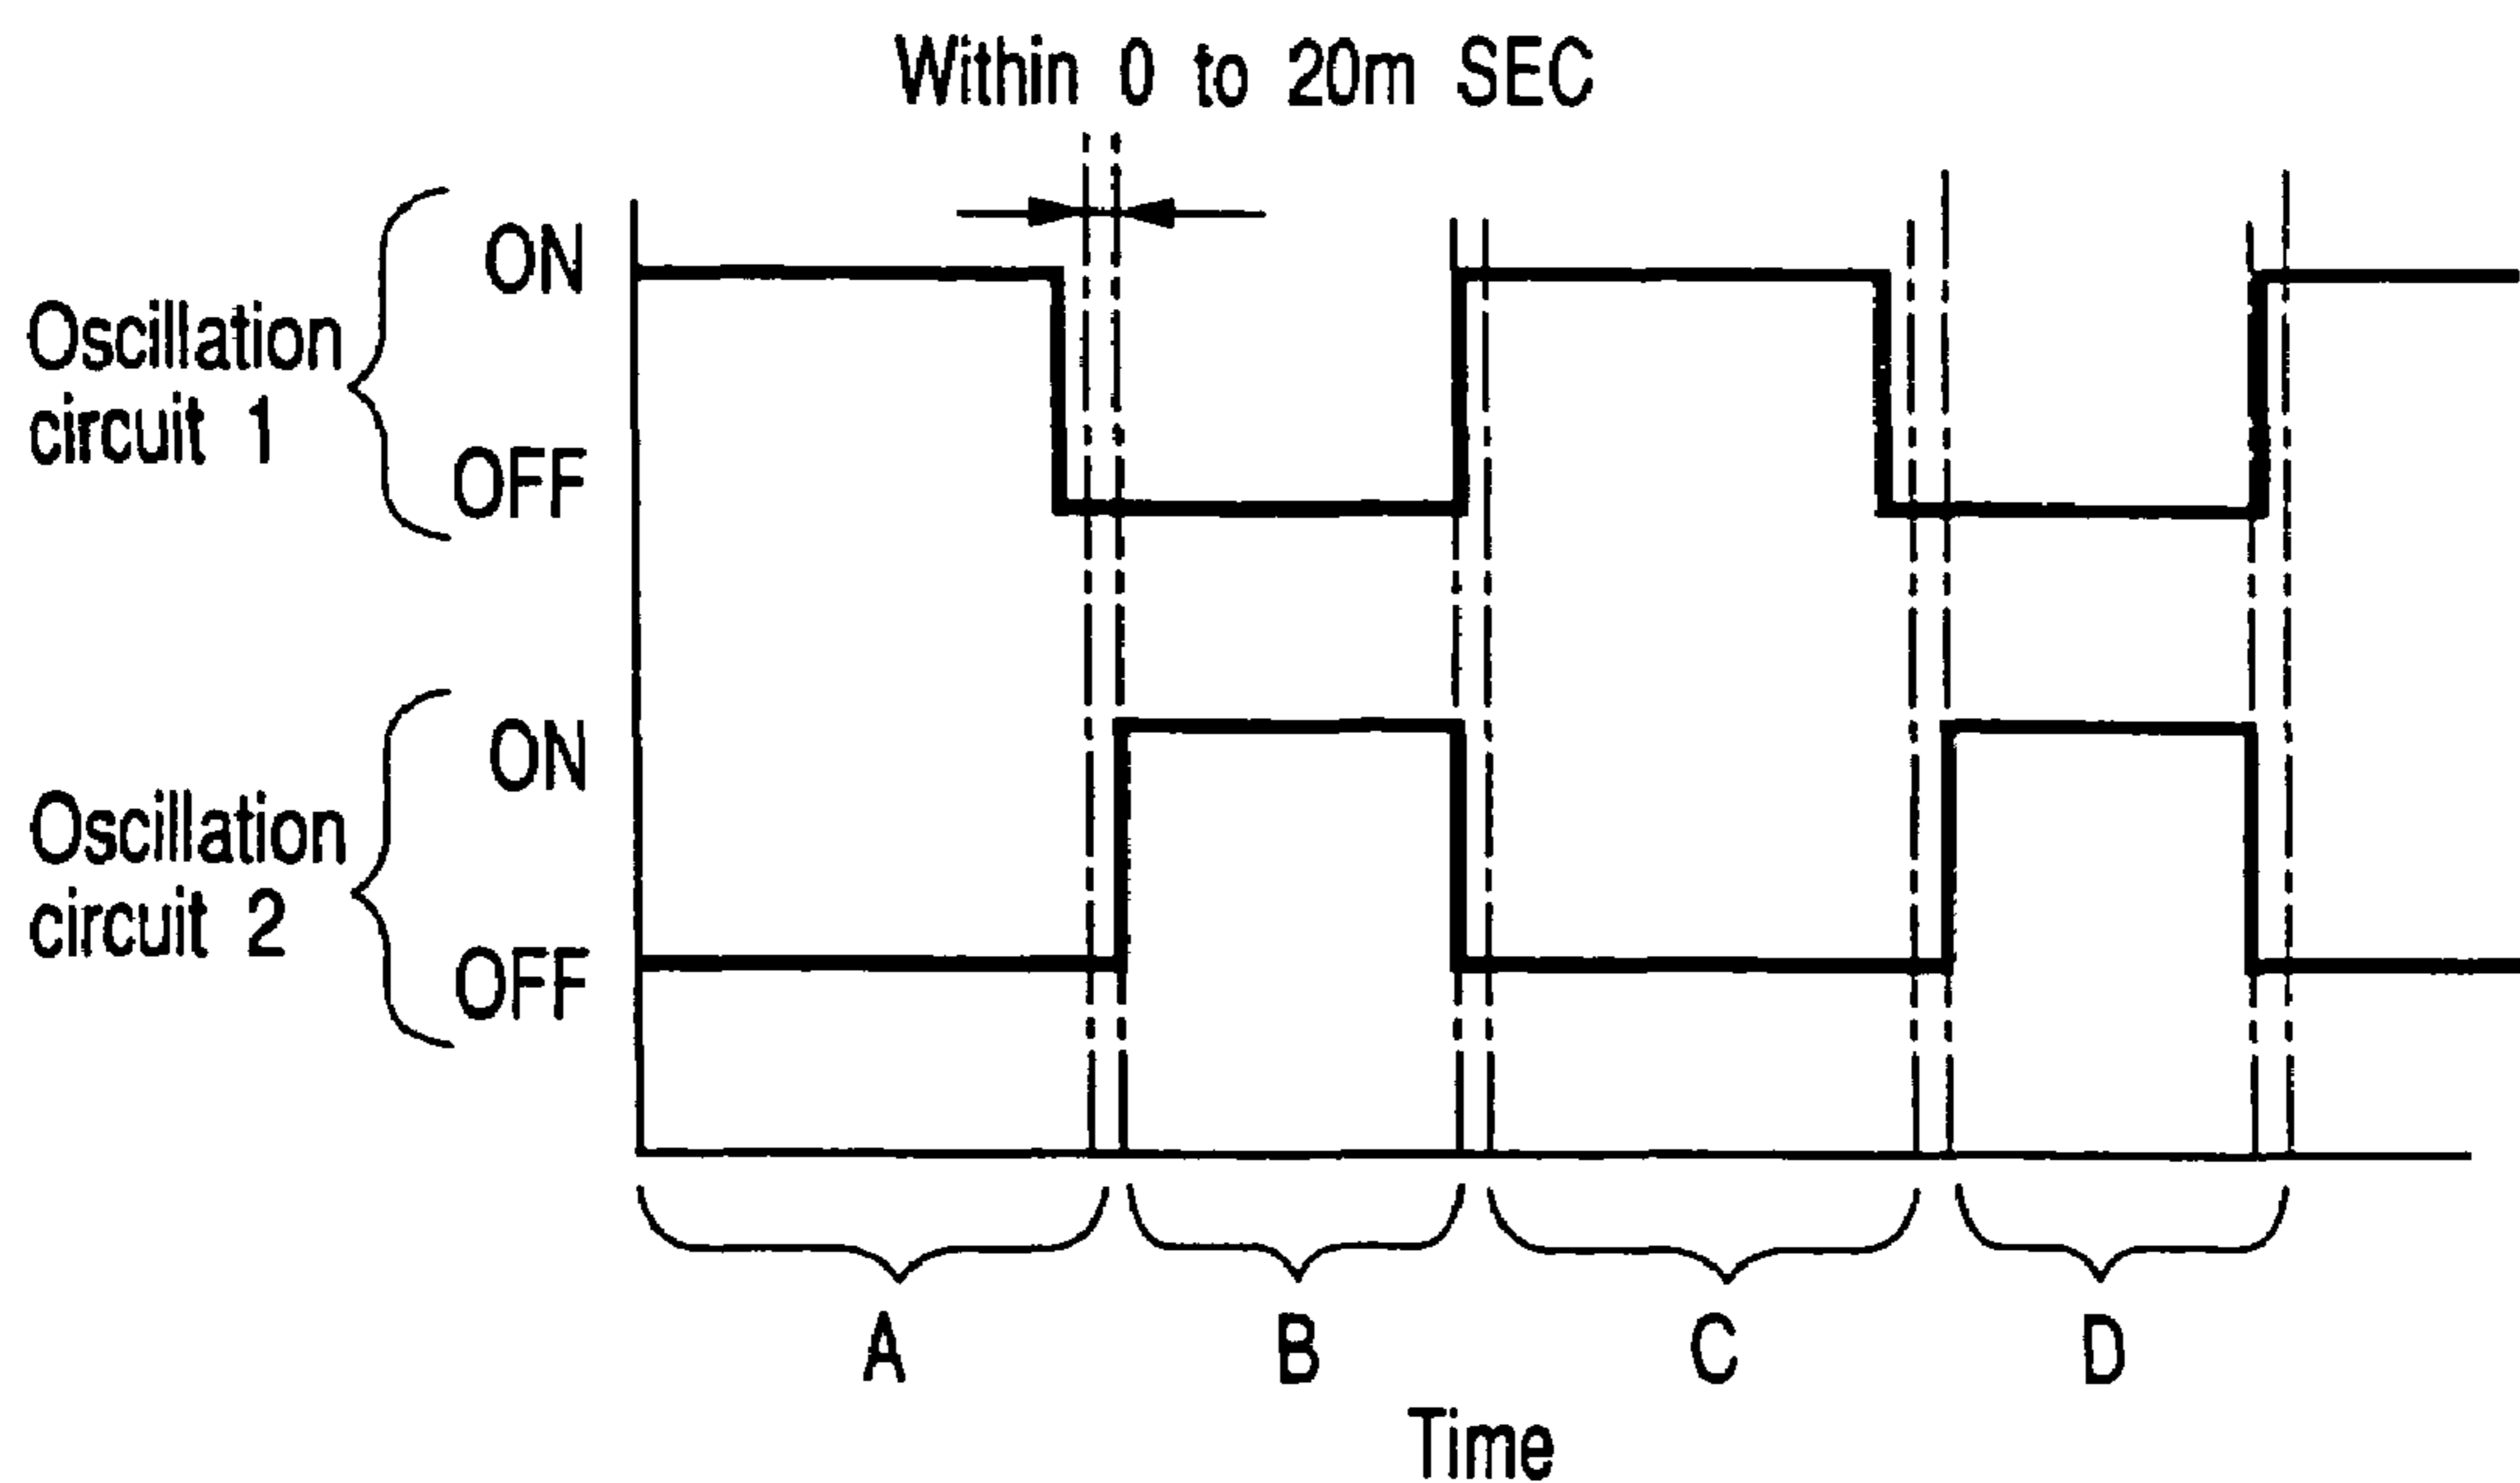 Within 0 to 20m SEC
ON
Oscillation
circuit 1
OFF
ON
Oscillation
circuit 2
OFF
A B C D
Time